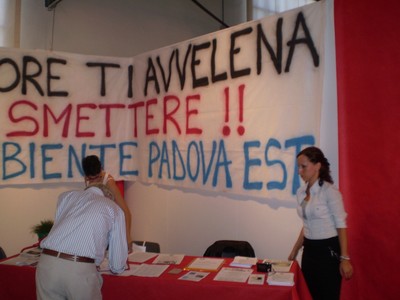 ORE TI AVVELENA
SMETTERE !!
BIENTE PADOVA EST